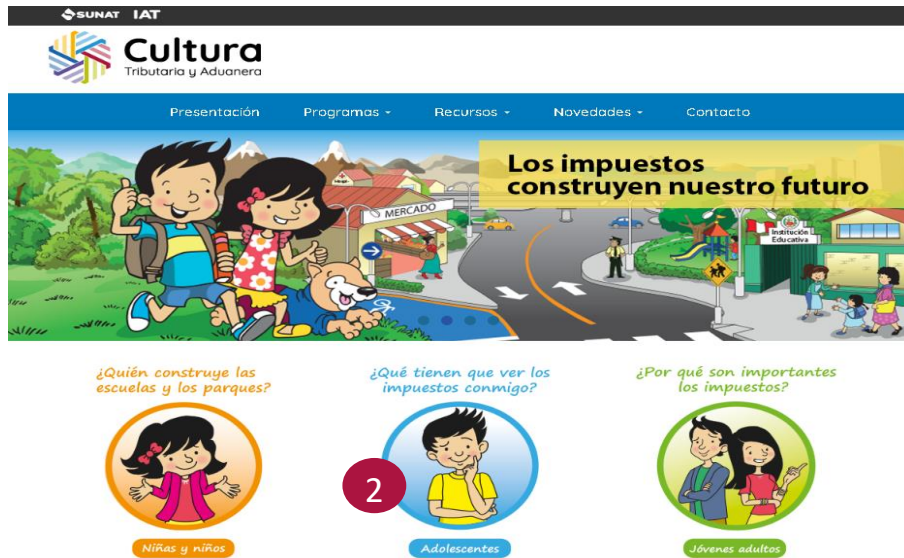 SUNAT IAT
Cultura
Tributaria y Aduanera
Presentación Programas Recursos Novedades Contacto
Los impuestos
construyen nuestro futuro
MERCADO
Institución
Educativa
¿Quién construye las
escuelas y los parques?
¿Qué tienen que ver los
impuestos conmigo?
¿Por qué son importantes
los impuestos?
2
Niñas y niños
Adolescentes
Jóvenes adultos